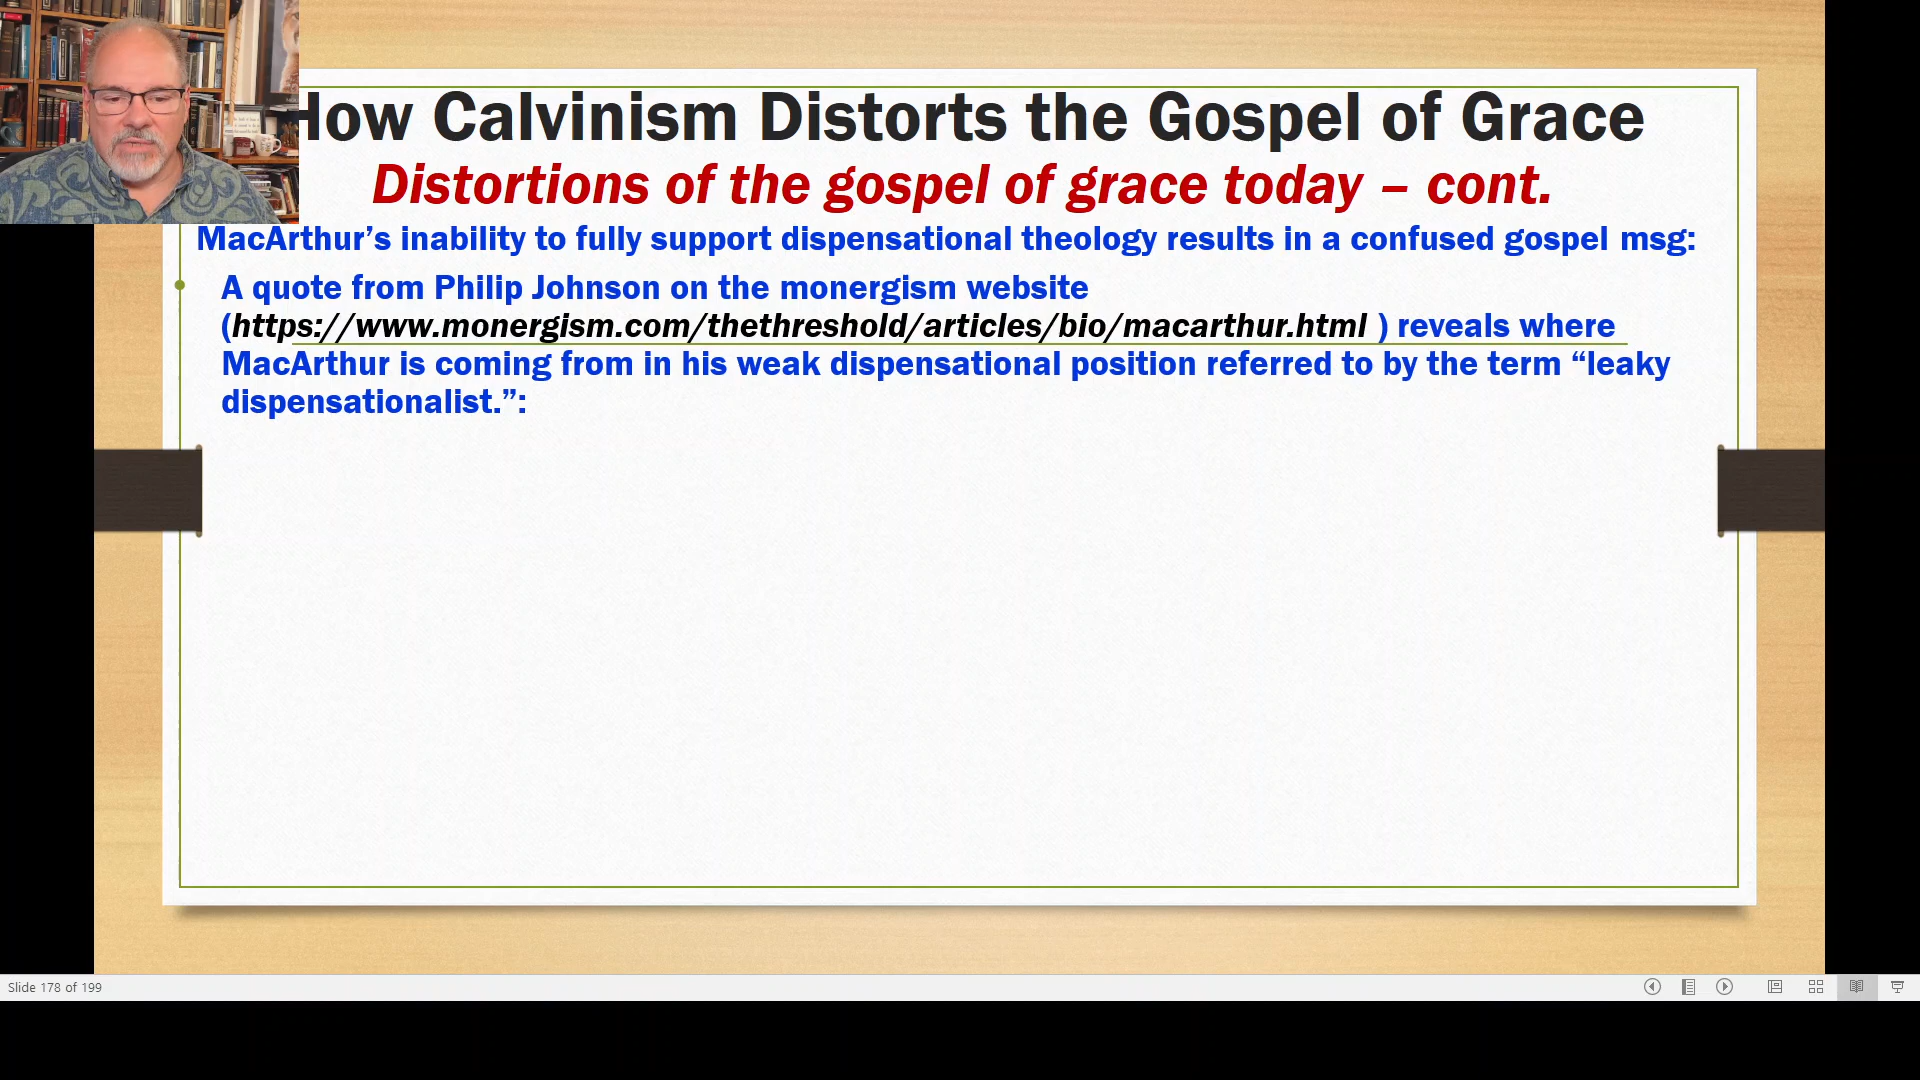 How Calvinism Distorts the Gospel of Grace
Distortions of the gospel of grace today – cont.
MacArthur’s inability to fully support dispensational theology results in a confused gospel msg:
A quote from Philip Johnson on the monergism website
(https://www.monergism.com/thethreshold/articles/bio/macarthur.html ) reveals where
MacArthur is coming from in his weak dispensational position referred to by the term “leaky
dispensationalist.”:
Slide 178 of 199